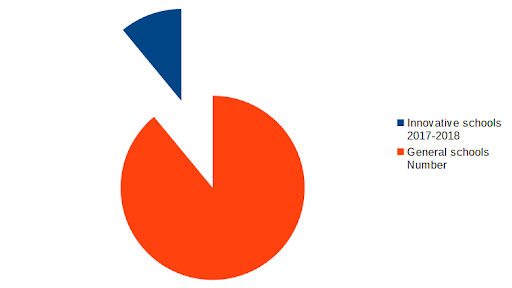 Innovative schools
2017-2018
General schools
Number